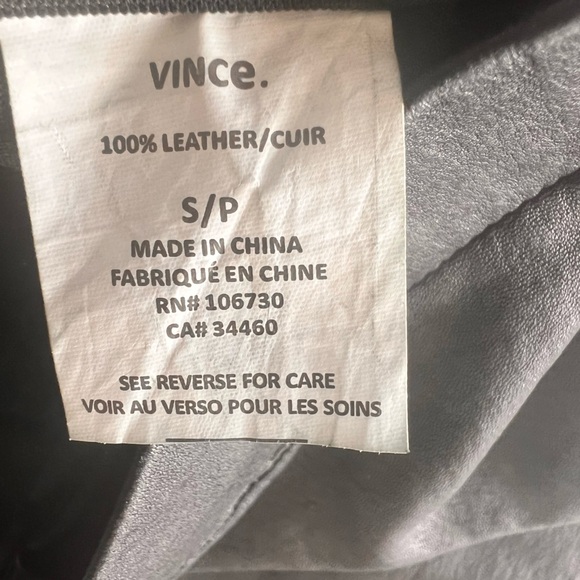 VINCe.
100% LEATHER/CUIR
S/P
MADE IN CHINA
FABRIQUÉ EN CHINE
RN# 106730
CA# 34460
SEE REVERSE FOR CARE
VOIR AU VERSO POUR LES SOINS